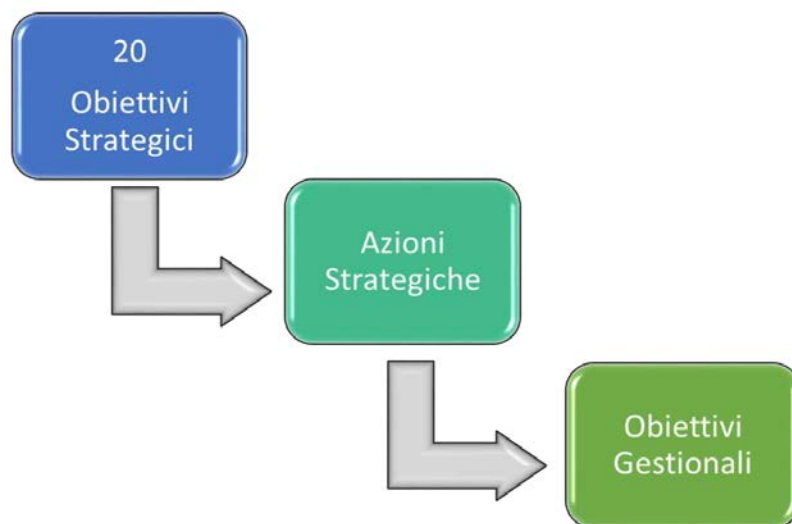 20
Obiettivi
Strategici
Azioni
Strategiche
Obiettivi
Gestionali